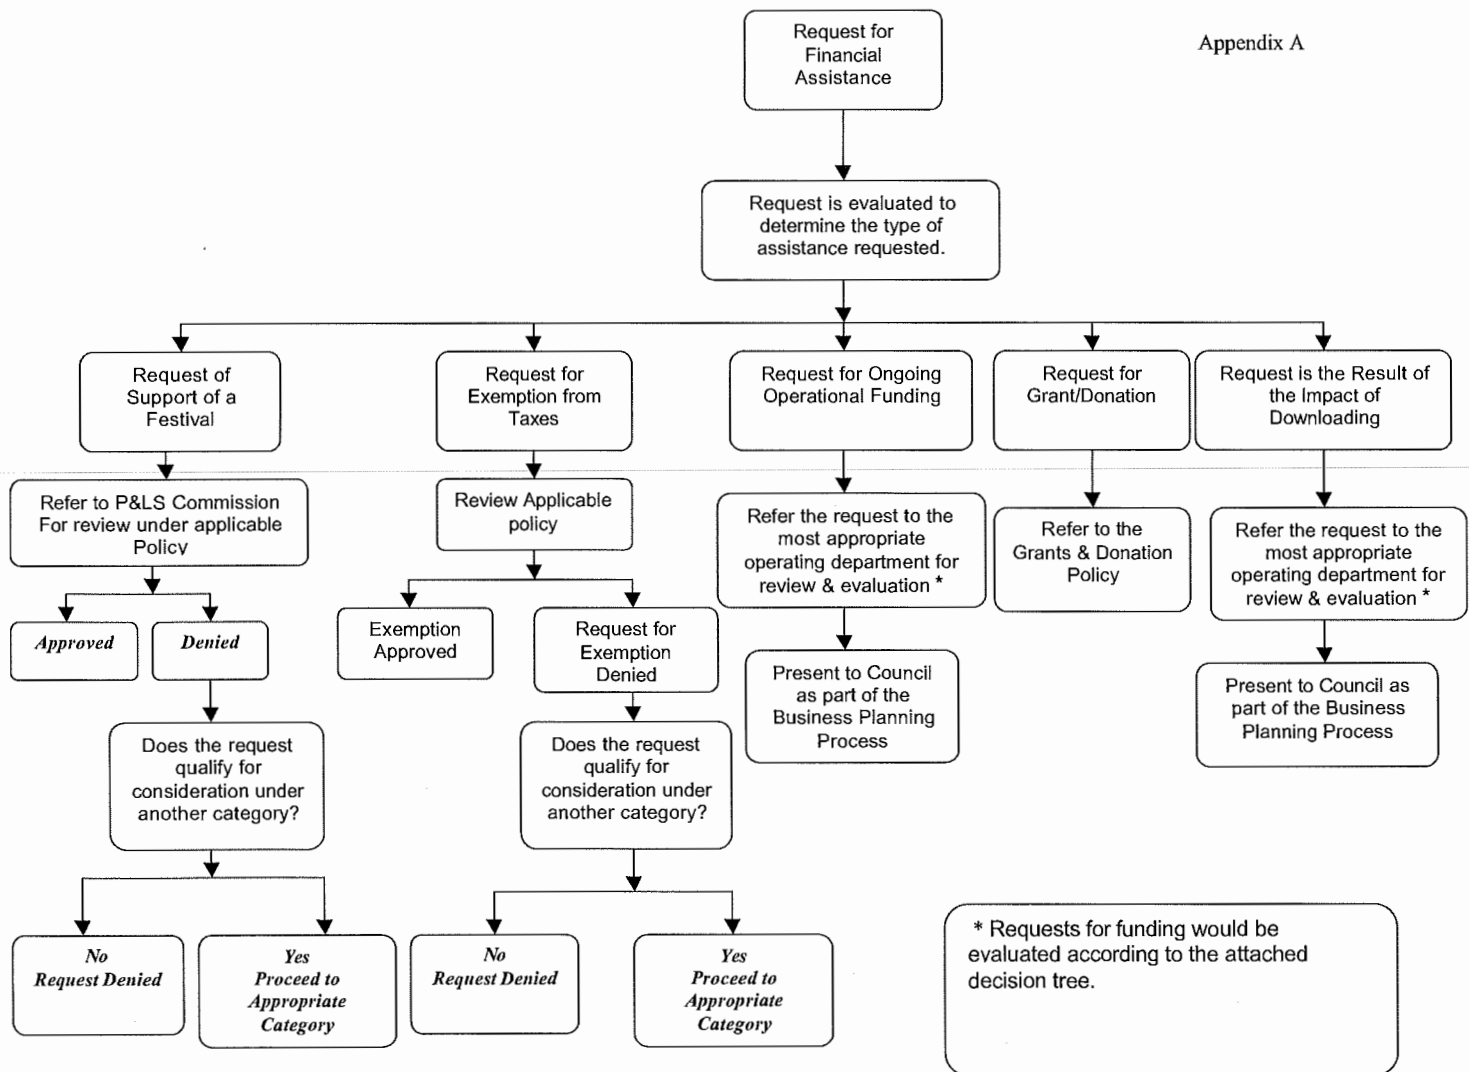 Request for
Financial
Assistance
Appendix A
Request is evaluated to
determine the type of
assistance requested.
Request of
Support of a
Festival
Request for
Exemption from
Taxes
Request for Ongoing
Operational Funding
Request for
Grant/Donation
Request is the Result of
the Impact of
Downloading
Refer to P&LS Commission
For review under applicable
Policy
Review Applicable
policy
Refer the request to the
most appropriate
operating department for
review & evaluation *
Refer to the
Grants & Donation
Policy
Refer the request to the
most appropriate
operating department for
review & evaluation *
Approved
Denied
Exemption
Approved
Request for
Exemption
Denied
Present to Council
as part of the
Business Planning
Process
Present to Council as
part of the Business
Planning Process
Does the request
qualify for
consideration under
another category?
Does the request
qualify for
consideration under
another category?
No
Request Denied
Yes
Proceed to
Appropriate
Category
No
Request Denied
Yes
Proceed to
Appropriate
Category
* Requests for funding would be
evaluated according to the attached
decision tree.